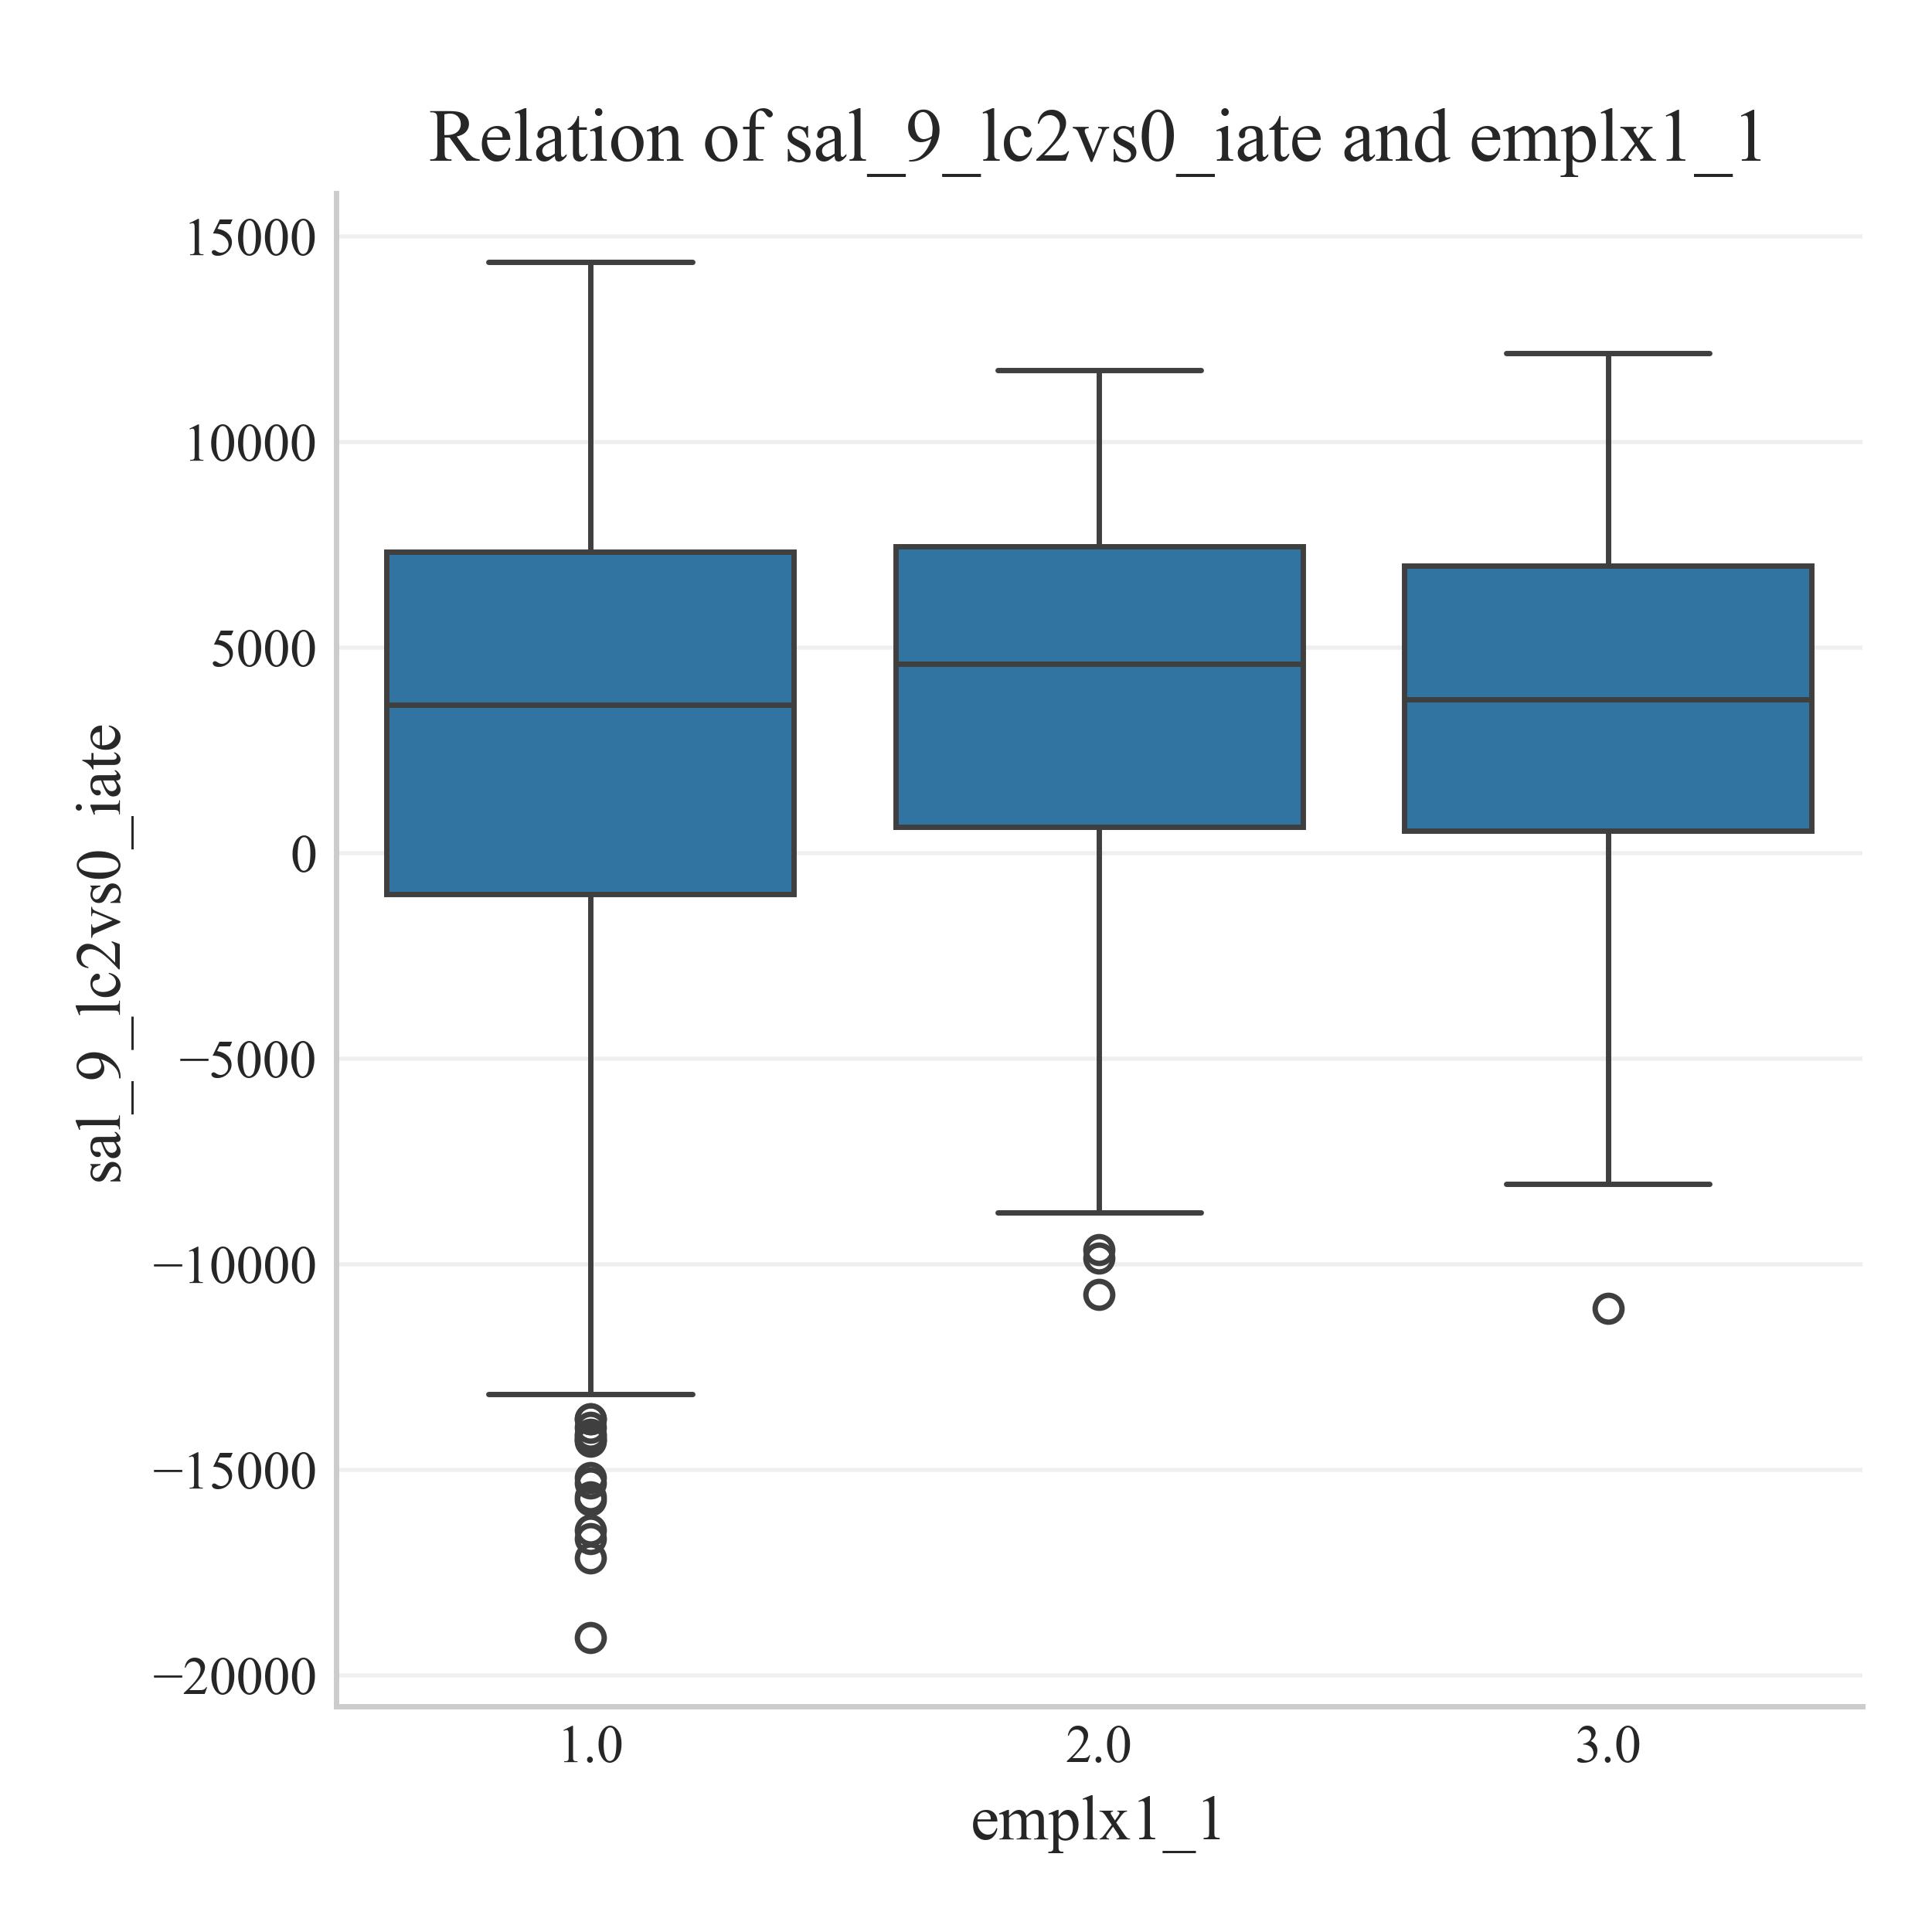 Relation of sal_9_lc2vs0_iate and emplx1_1
15000
10000
5000
0
−5000
−10000
−15000
−20000
sal_9_lc2vs0_iate
1.0 2.0 3.0
emplx1_1